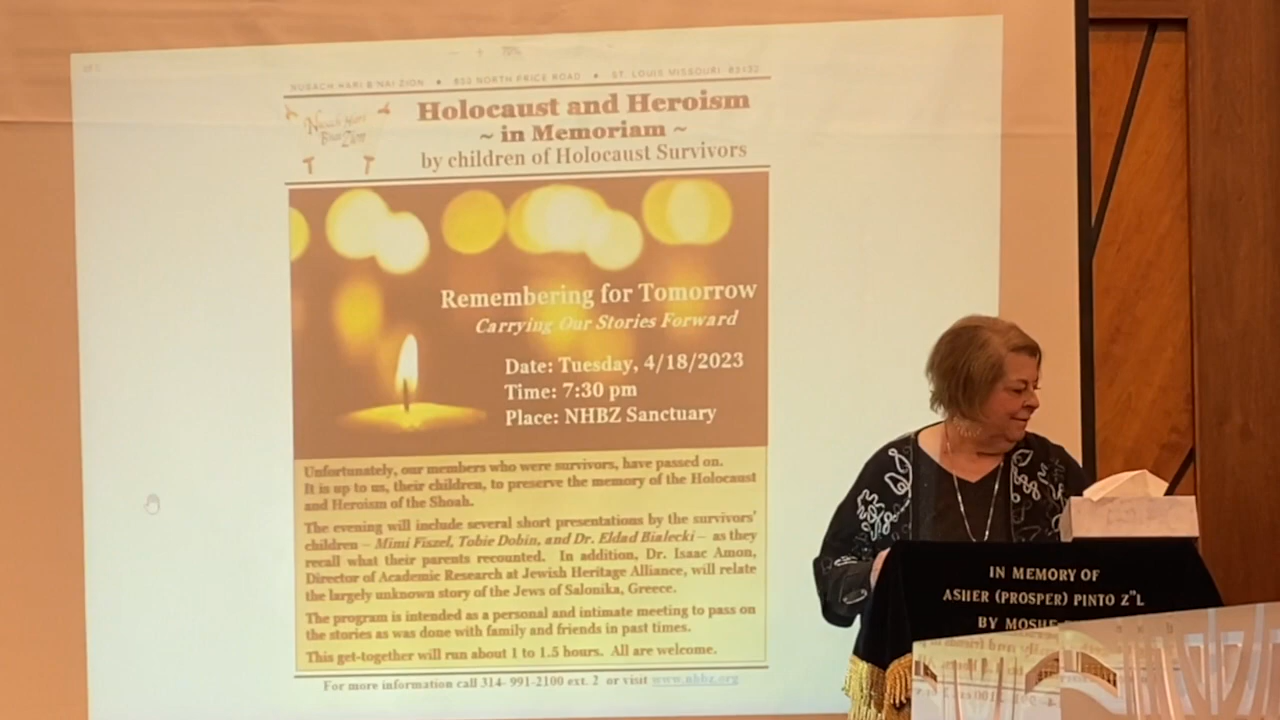 NUSACH HARI B'NAI ZION • 650 NORTH PRICE ROAD • ST. LOUIS MISSOURI 63132
Nusach Hari
B'nai Zion
Holocaust and Heroism
~ in Memoriam ~
by children of Holocaust Survivors
Remembering for Tomorrow
Carrying Our Stories Forward
Date: Tuesday, 4/18/2023
Time: 7:30 pm
Place: NHBZ Sanctuary
Unfortunately, our members who were survivors, have passed on.
It is up to us, their children, to preserve the memory of the Holocaust
and Heroism of the Shoah.
The evening will include several short presentations by the survivors'
children – Mimi Fiszel, Tobie Dobin, and Dr. Eldad Bialecki – as they
recall what their parents recounted. In addition, Dr. Isaac Amon,
Director of Academic Research at Jewish Heritage Alliance, will relate
the largely unknown story of the Jews of Salonika, Greece.
The program is intended as a personal and intimate meeting to pass on
the stories as was done with family and friends in past times.
This get-together will run about 1 to 1.5 hours. All are welcome.
For more information call 314- 991-2100 ext. 2 or visit www.nhbz.org
IN MEMORY OF
ASHER (PROSPER) PINTO Z"L
BY MOSHE